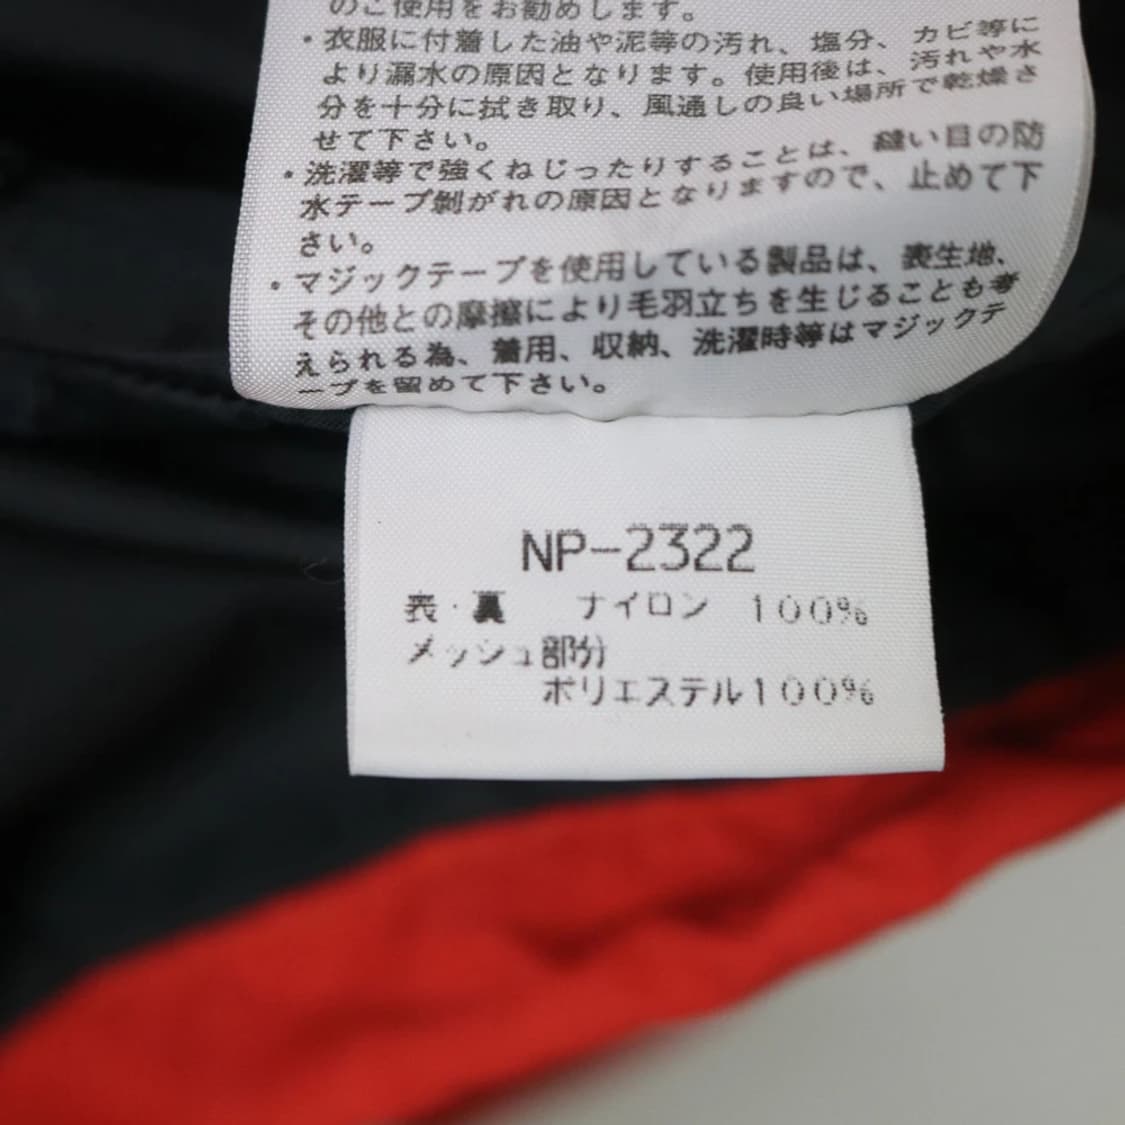 のご使用をお勧めします。
・衣服に付着した油や泥等の汚れ、塩分、カビ等に
より漏水の原因となります。使用後は、汚れや水
分を十分に拭き取り、風通しの良い場所で乾燥さ
せて下さい。
・洗濯等で強くねじったりすることは、縫い目の防
水テープ剝がれの原因となりますので、止めて下
さい。
・マジックテープを使用している製品は、表生地、
その他との摩擦により毛羽立ちを生じることも考
えられる為、着用、収納、洗濯時等はマジックテ
ープを留めて下さい。
NP-2322
表・裏 ナイロン 100%
メッシュ部分
ポリエステル100%